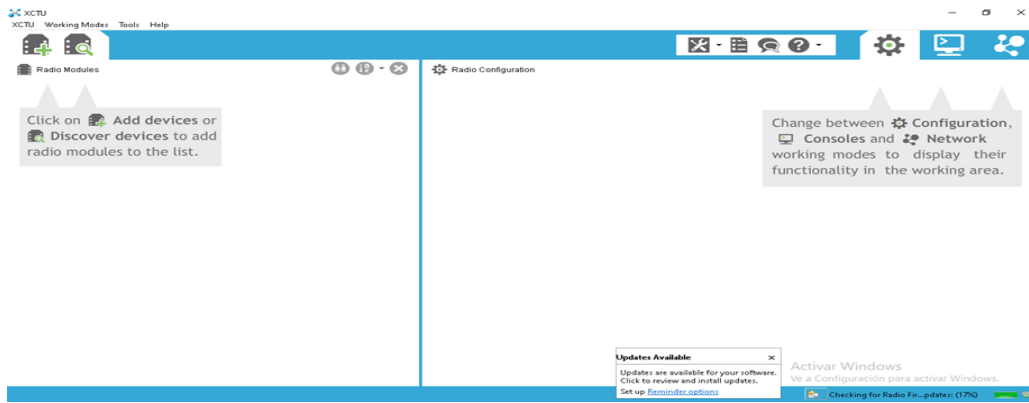 XCTU
XCTU Working Modes Tools Help
Radio Modules
Radio Configuration
Click on Add devices or
Discover devices to add
radio modules to the list.
Change between Configuration,
Consoles and Network
working modes to display their
functionality in the working area.
Updates Available
Updates are available for your software.
Click to review and install updates.
Set up Reminder options
Activar Windows
Ve a Configuración para activar Windows.
Checking for Radio Fir...pdates: (17%)